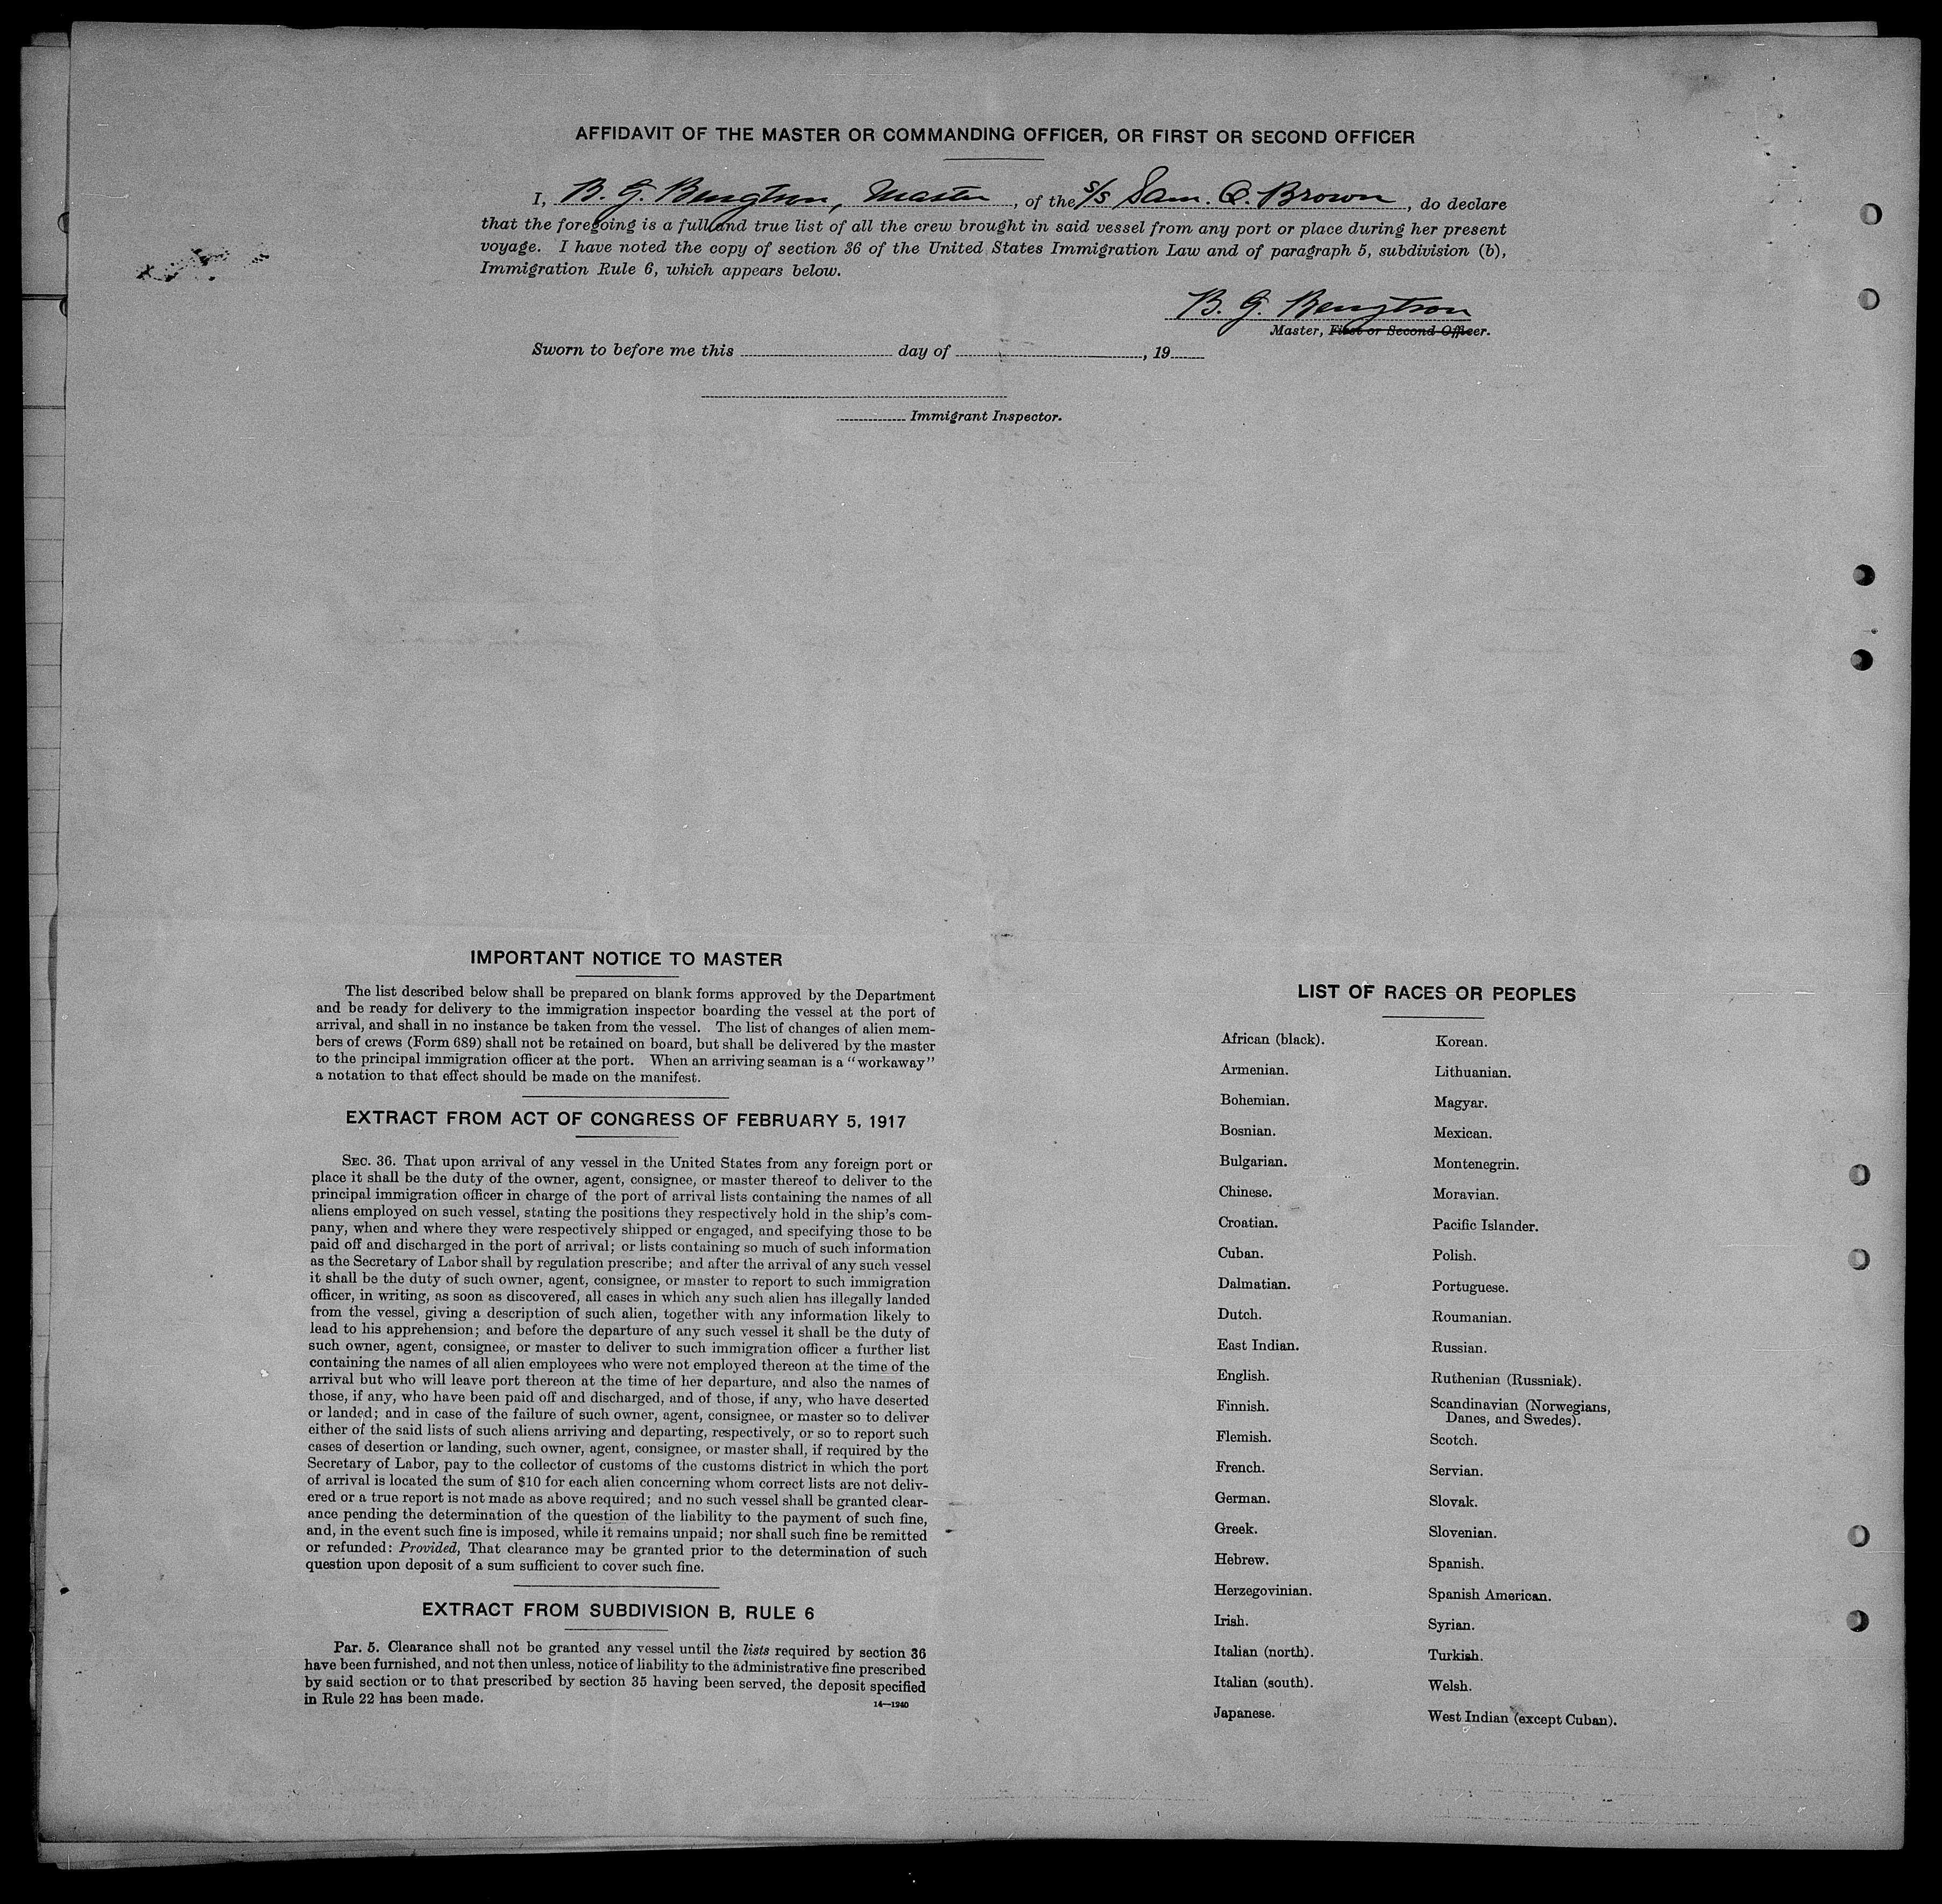 AFFIDAVIT OF THE MASTER OR COMMANDING OFFICER, OR FIRST OR SECOND OFFICER
I, B. G. Bengtson, Master, of the S/S Sam. Q. Brown, do declare
that the foregoing is a full and true list of all the crew brought in said vessel from any port or place during her present
voyage. I have noted the copy of section 36 of the United States Immigration Law and of paragraph 5, subdivision (b),
Immigration Rule 6, which appears below.
B. G. Bengtson
Master, First or Second Officer.
Sworn to before me this day of , 19
Immigrant Inspector.
IMPORTANT NOTICE TO MASTER
The list described below shall be prepared on blank forms approved by the Department
and be ready for delivery to the immigration inspector boarding the vessel at the port of
arrival, and shall in no instance be taken from the vessel. The list of changes of alien mem-
bers of crews (Form 689) shall not be retained on board, but shall be delivered by the master
to the principal immigration officer at the port. When an arriving seaman is a “workaway”
a notation to that effect should be made on the manifest.
EXTRACT FROM ACT OF CONGRESS OF FEBRUARY 5, 1917
SEC. 36. That upon arrival of any vessel in the United States from any foreign port or
place it shall be the duty of the owner, agent, consignee, or master thereof to deliver to the
principal immigration officer in charge of the port of arrival lists containing the names of all
aliens employed on such vessel, stating the positions they respectively hold in the ship's com-
pany, when and where they were respectively shipped or engaged, and specifying those to be
paid off and discharged in the port of arrival; or lists containing so much of such information
as the Secretary of Labor shall by regulation prescribe; and after the arrival of any such vessel
it shall be the duty of such owner, agent, consignee, or master to report to such immigration
officer, in writing, as soon as discovered, all cases in which any such alien has illegally landed
from the vessel, giving a description of such alien, together with any information likely to
lead to his apprehension; and before the departure of any such vessel it shall be the duty of
such owner, agent, consignee, or master to deliver to such immigration officer a further list
containing the names of all alien employees who were not employed thereon at the time of the
arrival but who will leave port thereon at the time of her departure, and also the names of
those, if any, who have been paid off and discharged, and of those, if any, who have deserted
or landed; and in case of the failure of such owner, agent, consignee, or master so to deliver
either of the said lists of such aliens arriving and departing, respectively, or so to report such
cases of desertion or landing, such owner, agent, consignee, or master shall, if required by the
Secretary of Labor, pay to the collector of customs of the customs district in which the port
of arrival is located the sum of $10 for each alien concerning whom correct lists are not deliv-
ered or a true report is not made as above required; and no such vessel shall be granted clear-
ance pending the determination of the question of the liability to the payment of such fine,
and, in the event such fine is imposed, while it remains unpaid; nor shall such fine be remitted
or refunded: Provided, That clearance may be granted prior to the determination of such
question upon deposit of a sum sufficient to cover such fine.
EXTRACT FROM SUBDIVISION B, RULE 6
Par. 5. Clearance shall not be granted any vessel until the lists required by section 36
have been furnished, and not then unless, notice of liability to the administrative fine prescribed
by said section or to that prescribed by section 35 having been served, the deposit specified
in Rule 22 has been made.
14—1240
LIST OF RACES OR PEOPLES
African (black).
Armenian.
Bohemian.
Bosnian.
Bulgarian.
Chinese.
Croatian.
Cuban.
Dalmatian.
Dutch.
East Indian.
English.
Finnish.
Flemish.
French.
German.
Greek.
Hebrew.
Herzegovinian.
Irish.
Italian (north).
Italian (south).
Japanese.
Korean.
Lithuanian.
Magyar.
Mexican.
Montenegrin.
Moravian.
Pacific Islander.
Polish.
Portuguese.
Roumanian.
Russian.
Ruthenian (Russniak).
Scandinavian (Norwegians,
Danes, and Swedes).
Scotch.
Servian.
Slovak.
Slovenian.
Spanish.
Spanish American.
Syrian.
Turkish.
Welsh.
West Indian (except Cuban).